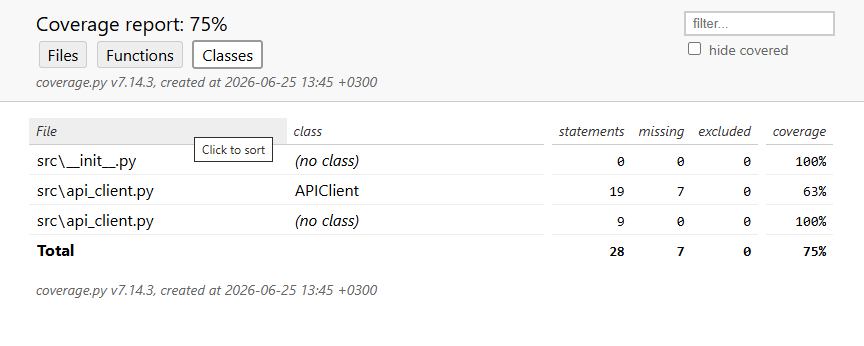 Coverage report: 75%
filter...
Files Functions Classes
hide covered
coverage.py v7.14.3, created at 2026-06-25 13:45 +0300
File class statements missing excluded coverage
Click to sort
src\__init__.py (no class) 0 0 0 100%
src\api_client.py APIClient 19 7 0 63%
src\api_client.py (no class) 9 0 0 100%
Total 28 7 0 75%
coverage.py v7.14.3, created at 2026-06-25 13:45 +0300